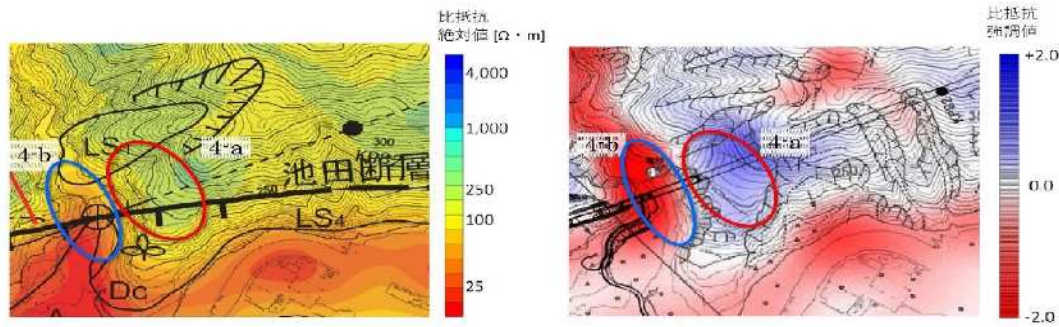 比抵抗
絶対値 [Ω・m]
4,000
1,000
250
100
25
4-b
4-a
LS
300
池田断層
250
LS4
Dc
比抵抗
強調値
+2.0
0.0
-2.0
4-b
4-a